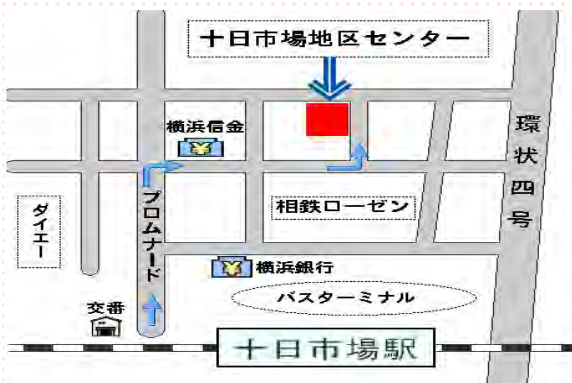 十日市場地区センター
横浜信金
環状四号
プロムナード
相鉄ローゼン
ダイエー
横浜銀行
バスターミナル
交番
十日市場駅